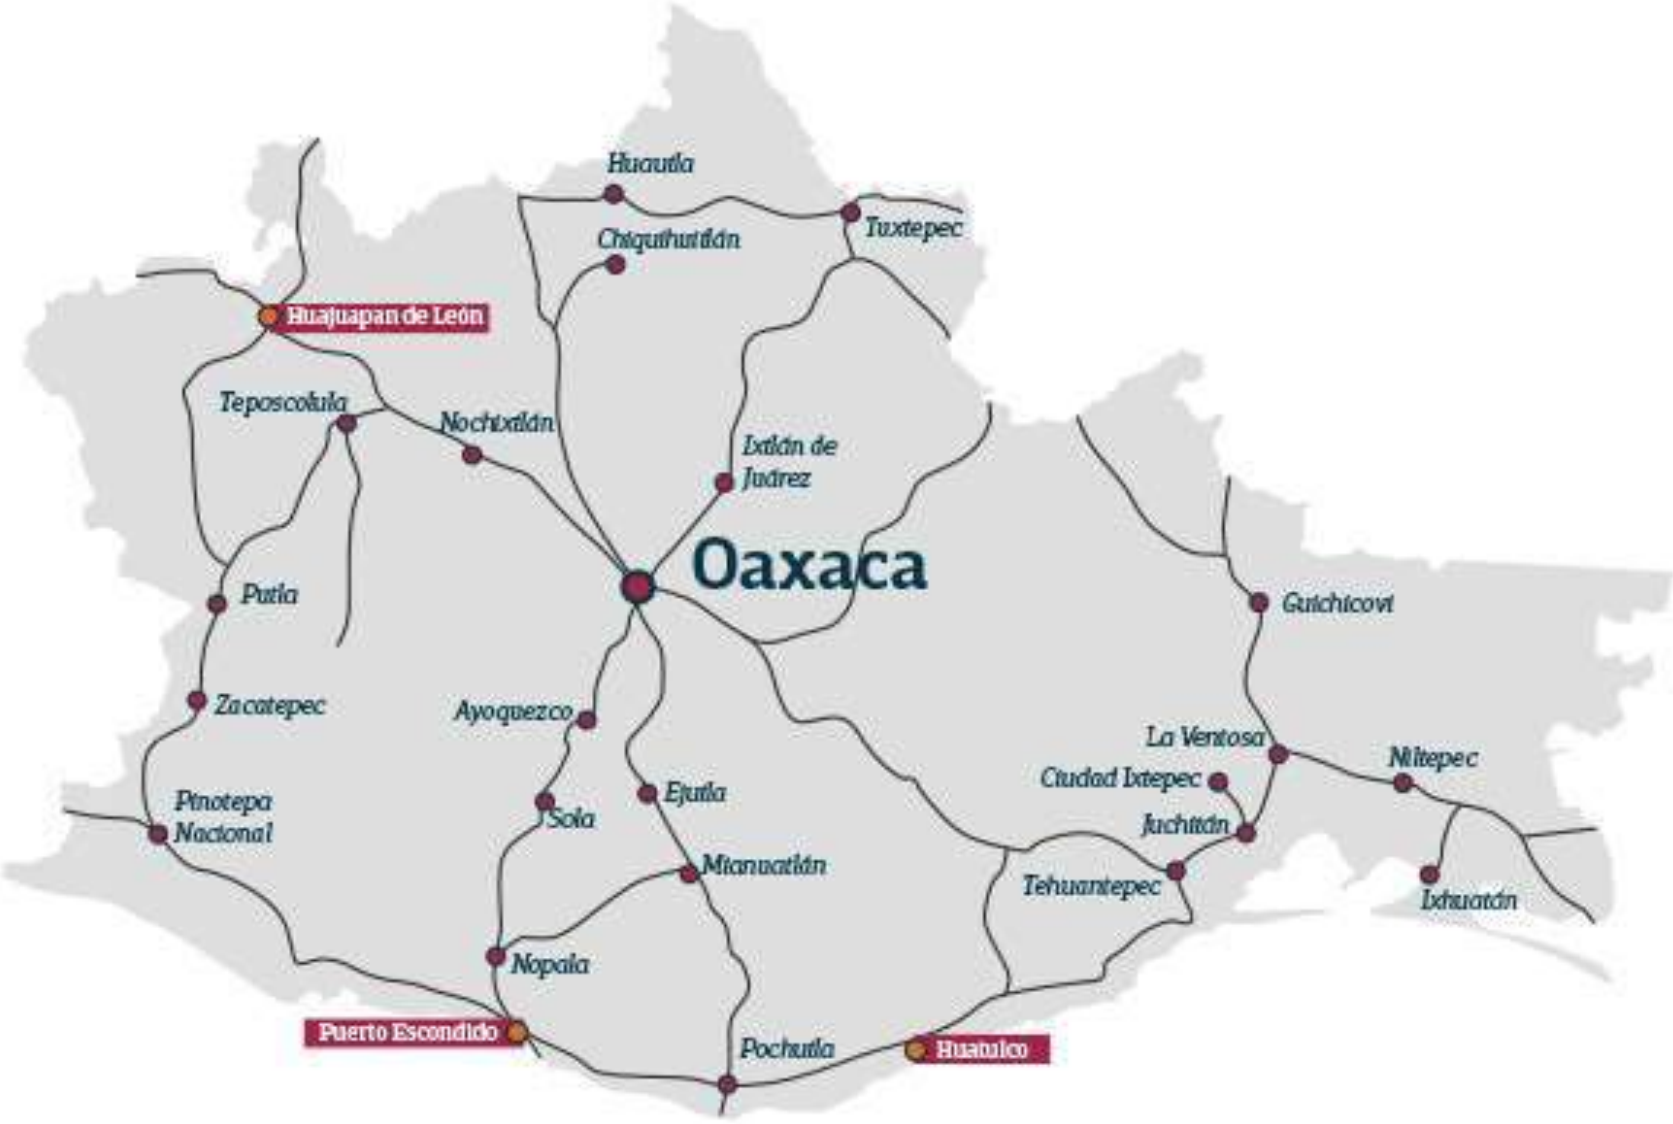 Huautla
Chiquihuitlán
Tuxtepec
Huajuapan de León
Teposcolula
Nochixtlán
Ixtlán de
Juárez
Oaxaca
Putla
Guichicovi
Zacatepec
Ayoquezco
La Ventosa
Niltepec
Ciudad Ixtepec
Pinotepa
Nacional
Ejutla
Sola
Juchitán
Mianuatlán
Tehuantepec
Ixhuatán
Nopala
Puerto Escondido
Pochutla
Huatulco